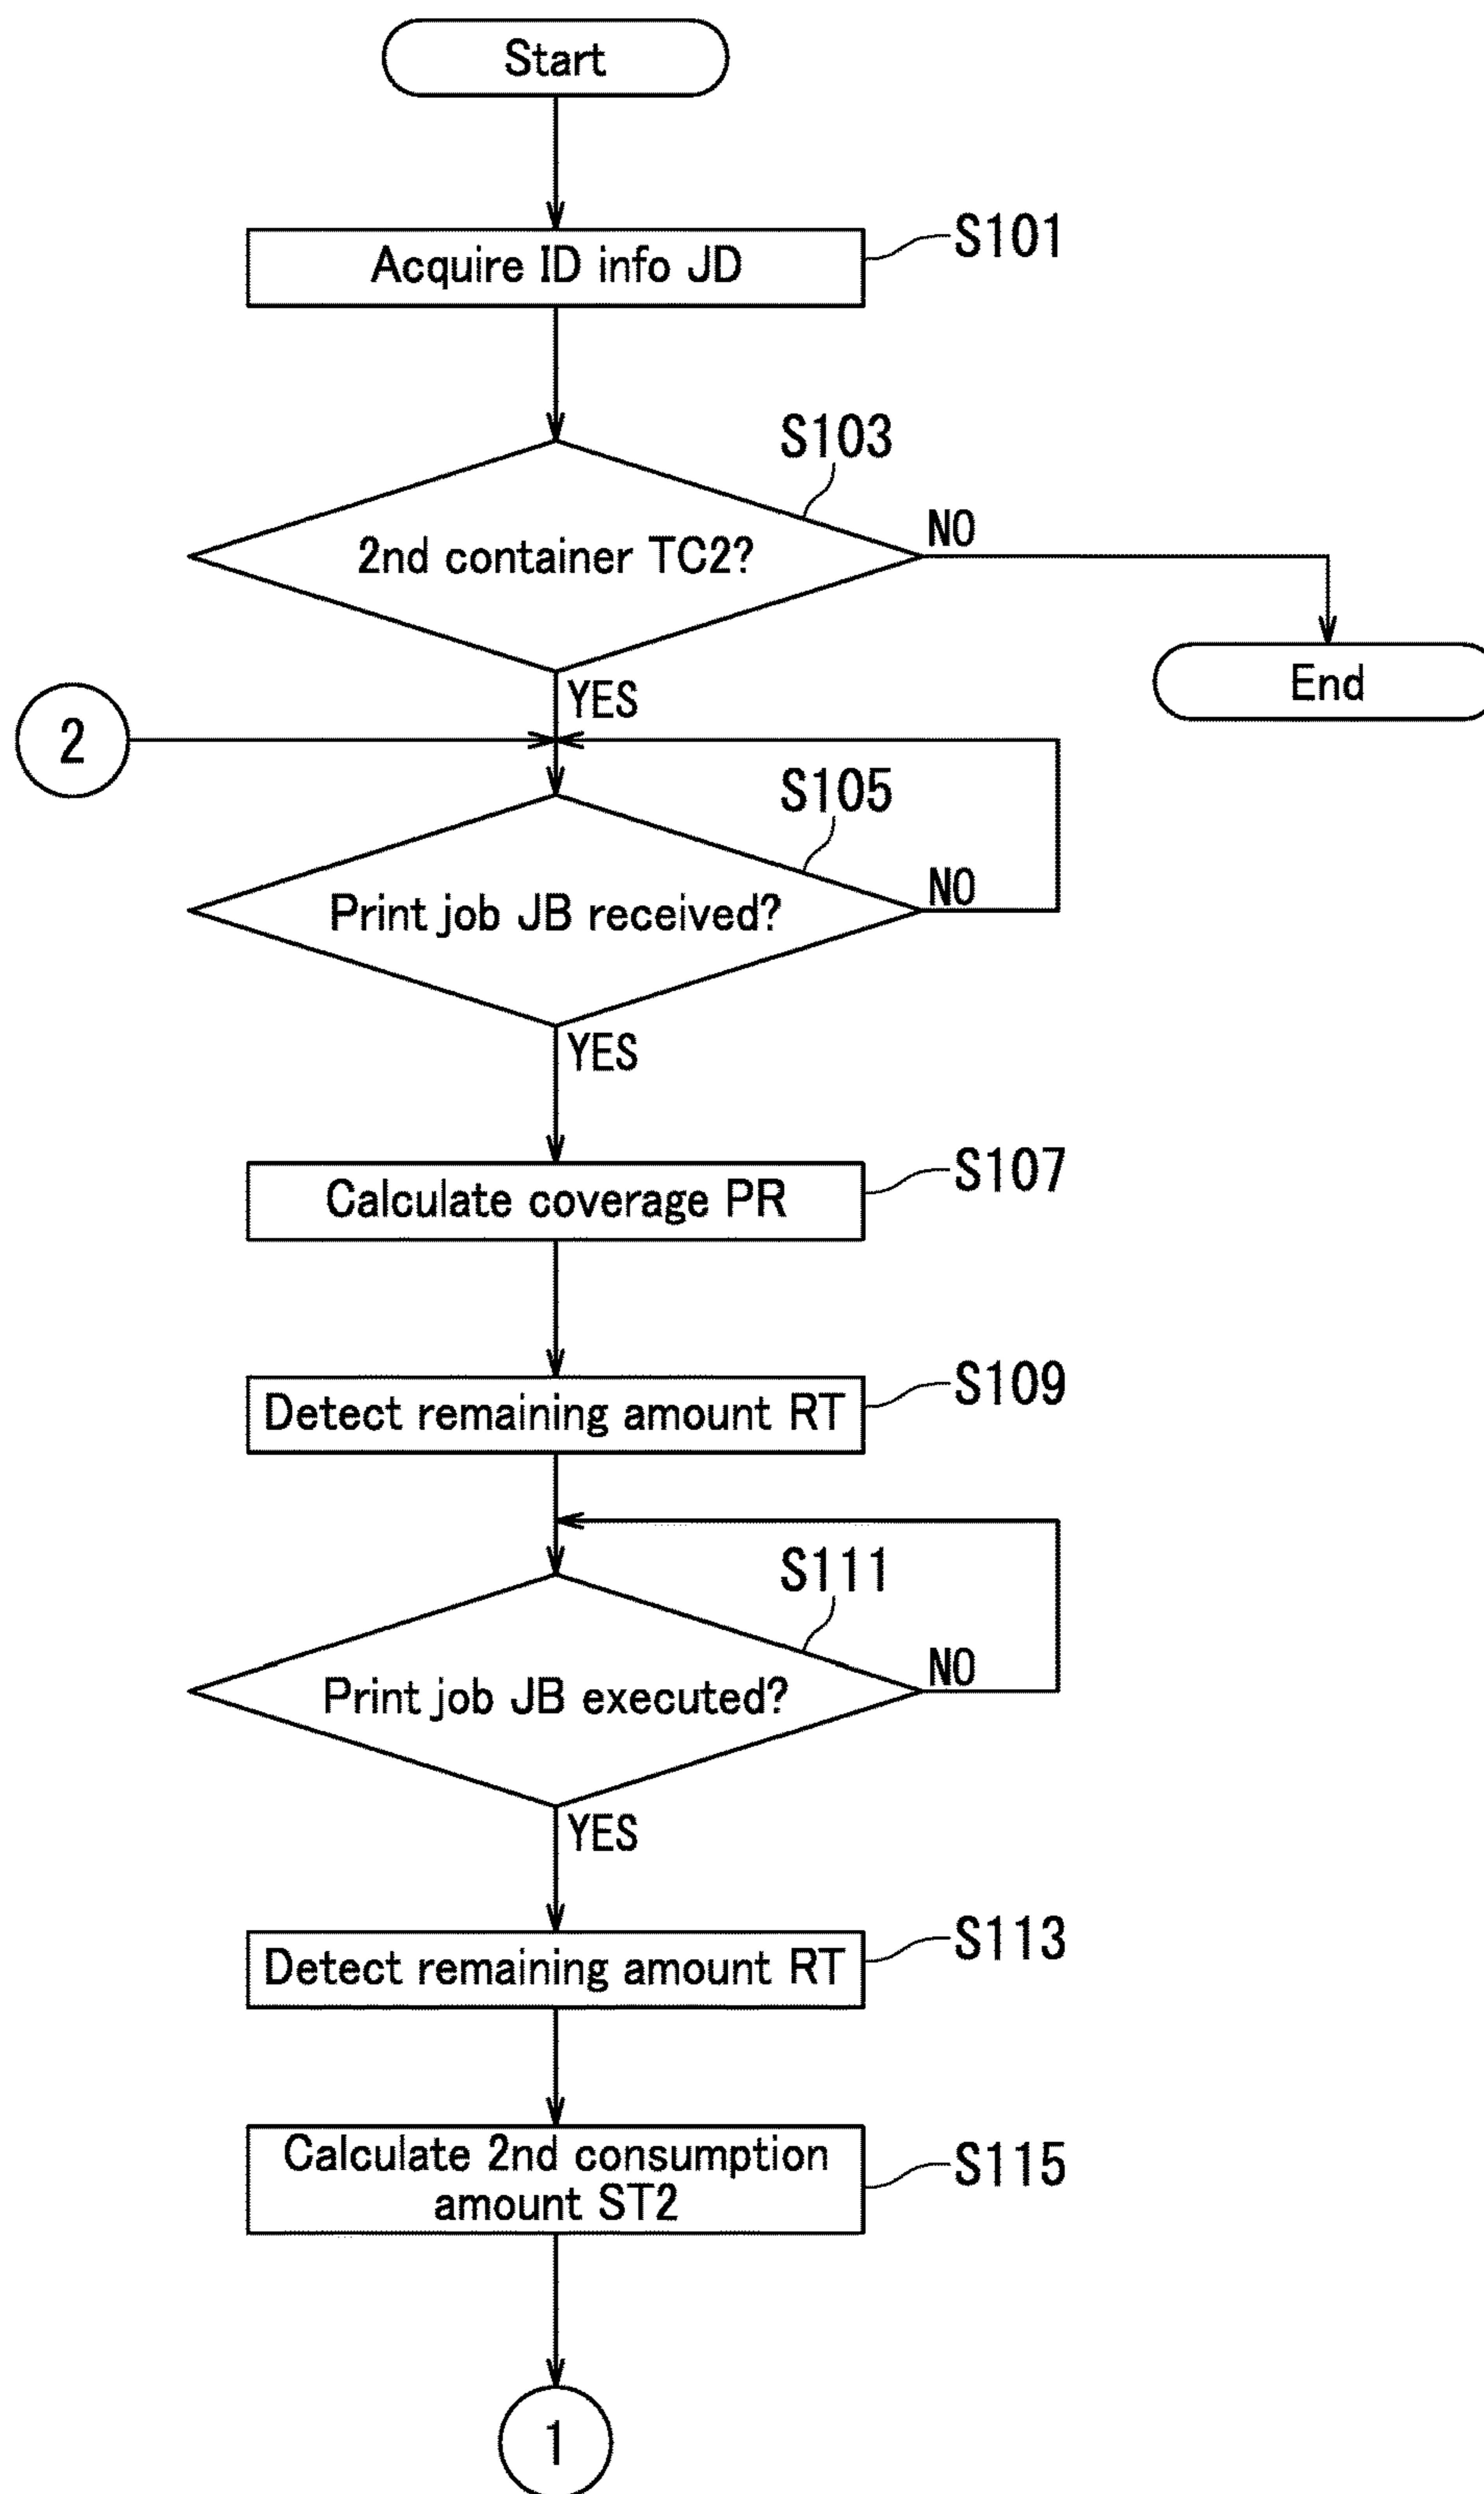 Start
Acquire ID info JD
S101
S103
2nd container TC2?
NO
End
YES
2
S105
Print job JB received?
NO
YES
Calculate coverage PR
S107
Detect remaining amount RT
S109
S111
Print job JB executed?
NO
YES
Detect remaining amount RT
S113
Calculate 2nd consumption
amount ST2
S115
1